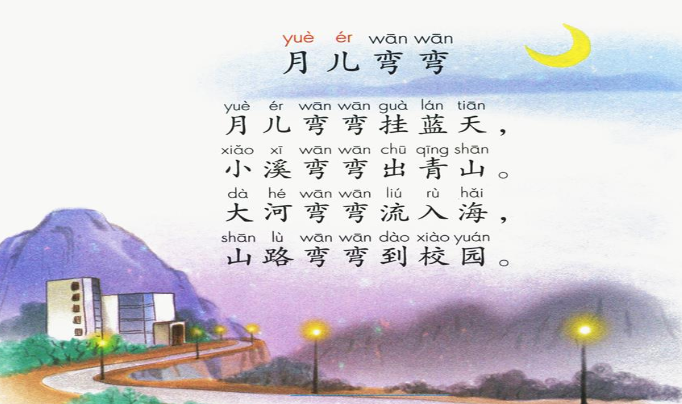 yuè ér wān wān
月儿弯弯
yuè ér wān wān guà lán tiān
月儿弯弯挂蓝天，
xiǎo xī wān wān chū qīng shān
小溪弯弯出青山。
dà hé wān wān liú rù hǎi
大河弯弯流入海，
shān lù wān wān dào xiào yuán
山路弯弯到校园。